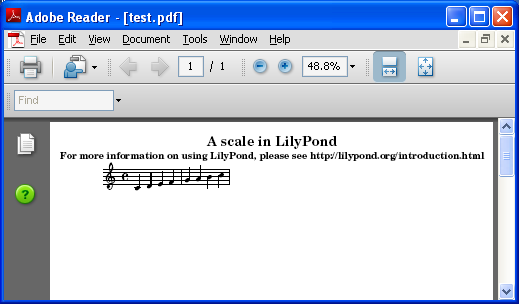 Adobe Reader - [test.pdf]
File Edit View Document Tools Window Help
1 / 1 48.8%
Find
A scale in LilyPond
For more information on using LilyPond, please see http://lilypond.org/introduction.html